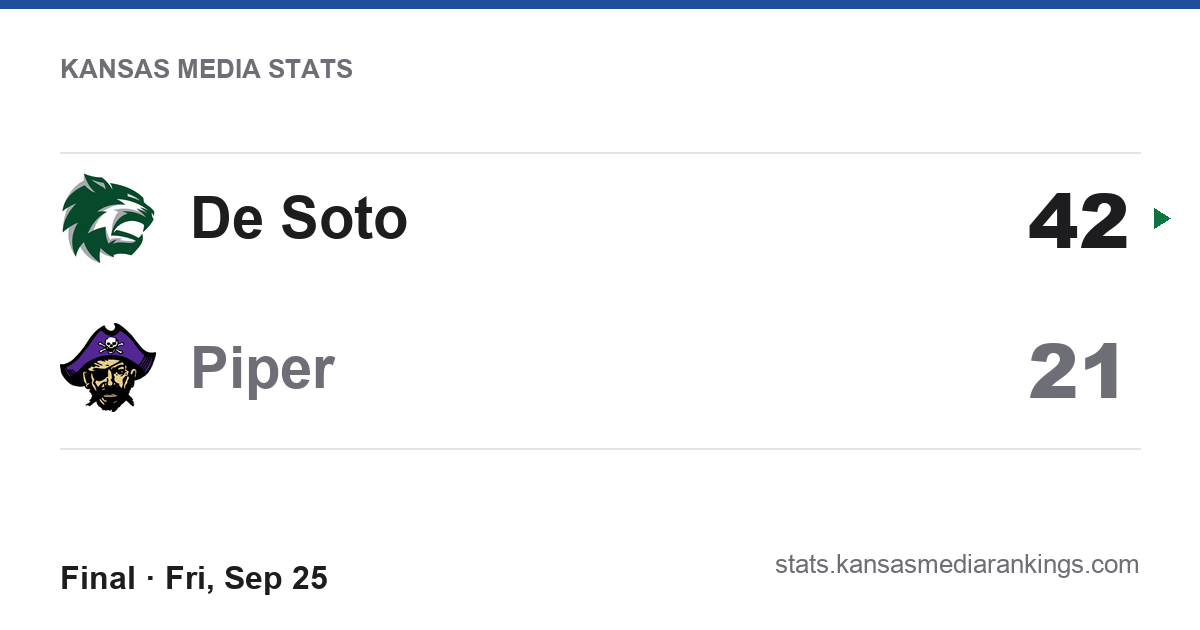 KANSAS MEDIA STATS
De Soto 42
Piper 21
Final · Fri, Sep 25
stats.kansasmediarankings.com